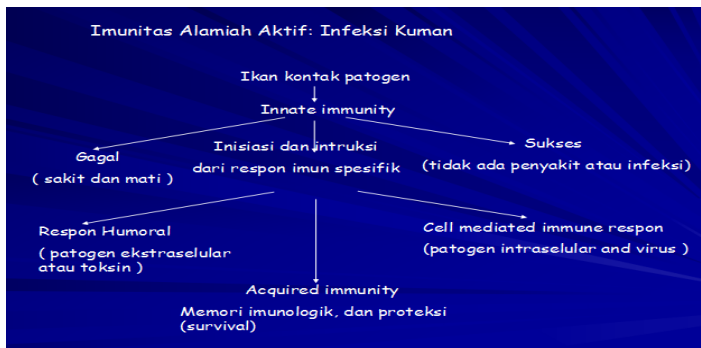 Imunitas Alamiah Aktif: Infeksi Kuman
Ikan kontak patogen
Innate immunity
Gagal
( sakit dan mati )
Inisiasi dan intruksi
dari respon imun spesifik
Sukses
(tidak ada penyakit atau infeksi)
Respon Humoral
( patogen ekstraselular
atau toksin )
Cell mediated immune respon
(patogen intraselular and virus )
Acquired immunity
Memori imunologik, dan proteksi
(survival)